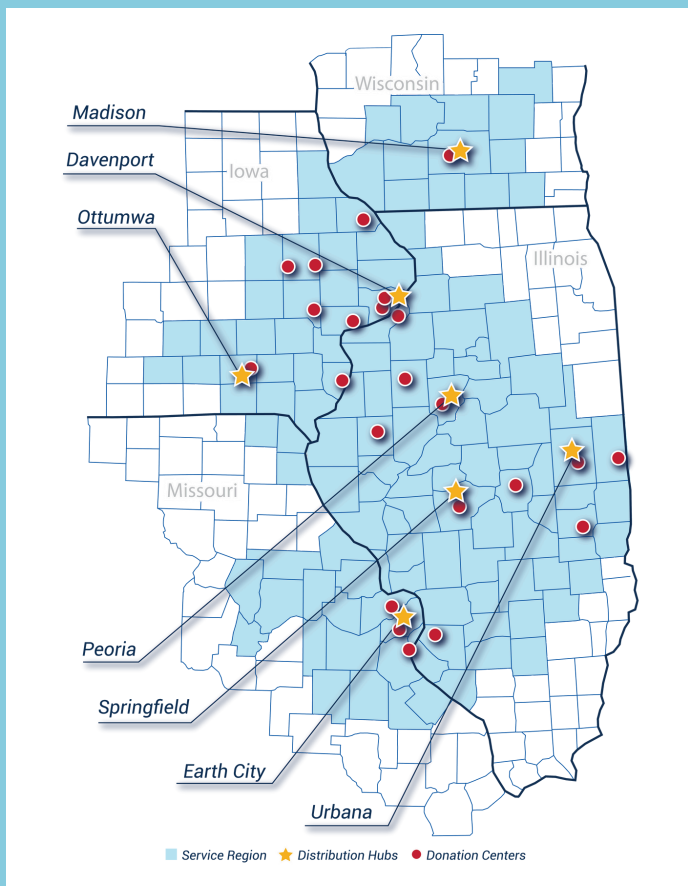 Wisconsin
Madison
Davenport
Iowa
Ottumwa
Illinois
Missouri
Peoria
Springfield
Earth City
Urbana
Service Region Distribution Hubs Donation Centers